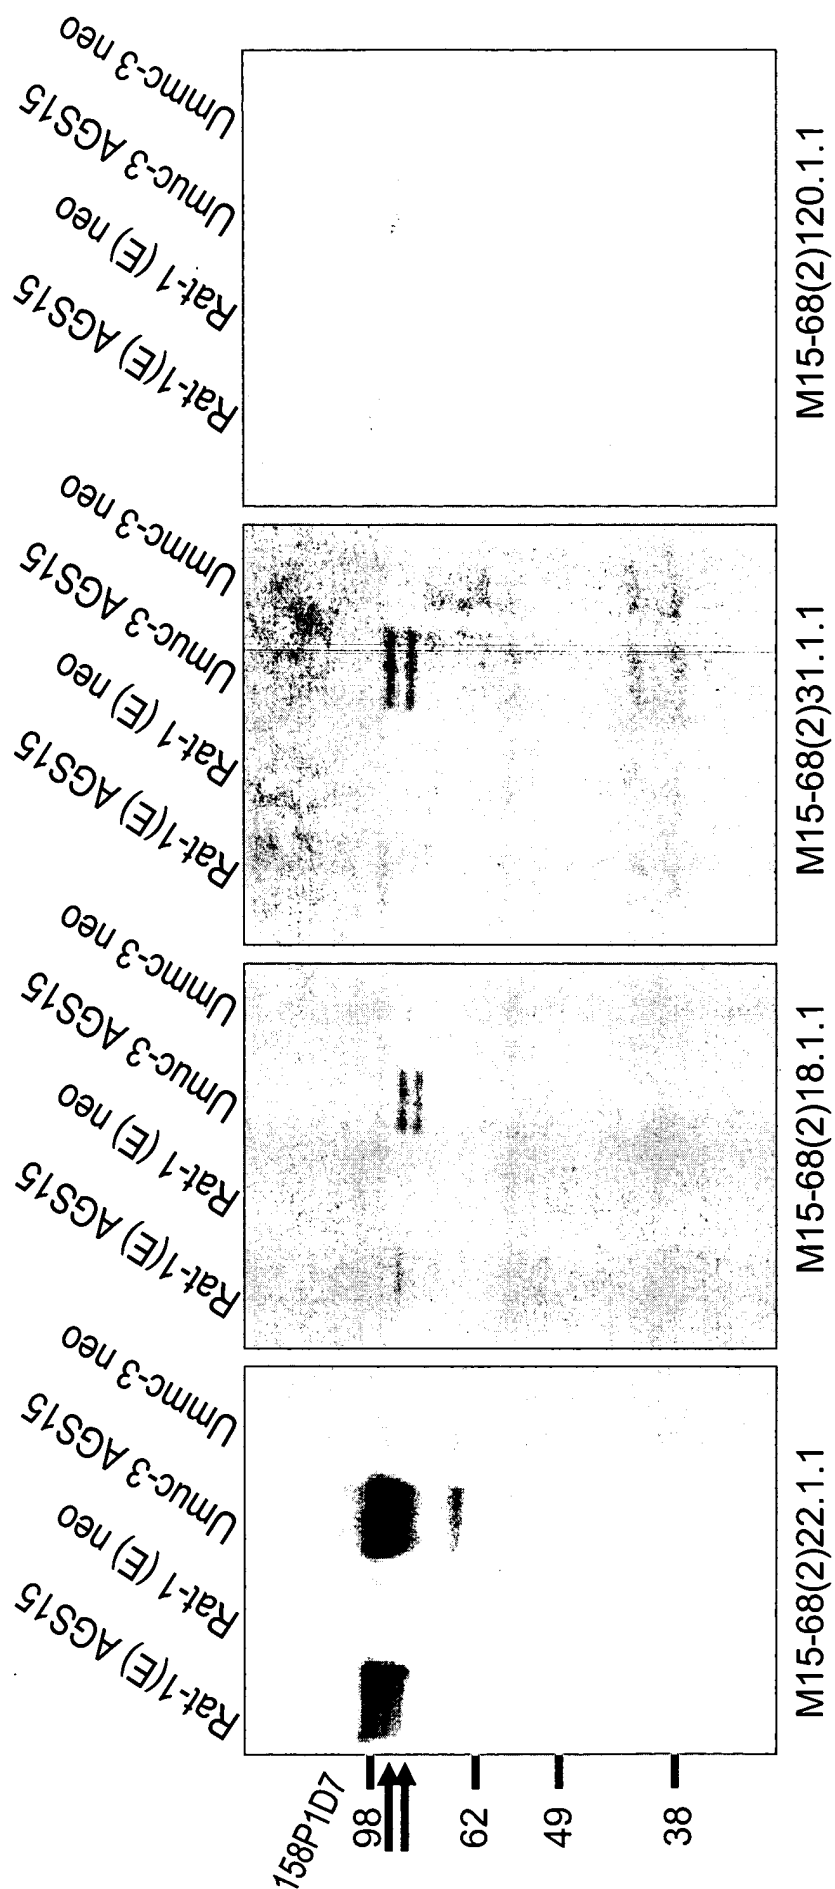 Rat-1(E) AGS15
Rat-1 (E) neo
Umuc-3 AGS15
Ummc-3 neo
Rat-1(E) AGS15
Rat-1 (E) neo
Umuc-3 AGS15
Ummc-3 neo
Rat-1(E) AGS15
Rat-1 (E) neo
Umuc-3 AGS15
Ummc-3 neo
Rat-1(E) AGS15
Rat-1 (E) neo
Umuc-3 AGS15
Ummc-3 neo
158P1D7
98
62
49
38
M15-68(2)22.1.1
M15-68(2)18.1.1
M15-68(2)31.1.1
M15-68(2)120.1.1